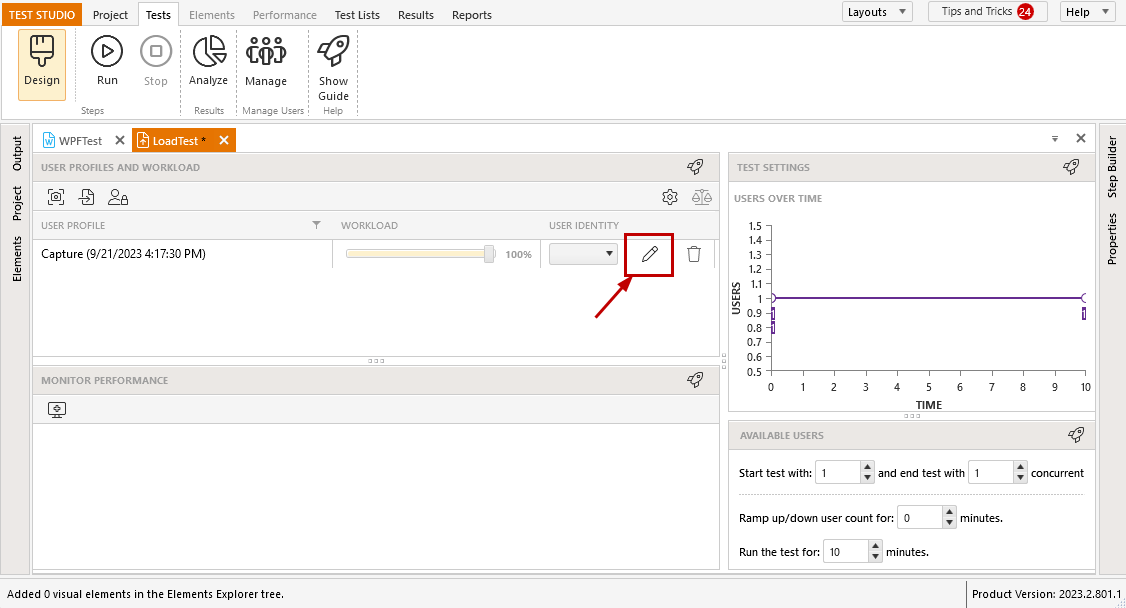 TEST STUDIO Project Tests Elements Performance Test Lists Results Reports Layouts Tips and Tricks 24 Help
Design Run Stop Analyze Manage Show
Guide
Steps Results Manage Users Help
Output
Project
Elements
WPFTest LoadTest *
USER PROFILES AND WORKLOAD
USER PROFILE WORKLOAD USER IDENTITY
Capture (9/21/2023 4:17:30 PM) 100%
MONITOR PERFORMANCE
TEST SETTINGS
USERS OVER TIME
USERS
1.5
1.4
1.3
1.2
1.1
1
0.9
0.8
0.7
0.6
0.5
1
1
1
0 1 2 3 4 5 6 7 8 9 10
TIME
AVAILABLE USERS
Start test with: 1 and end test with 1 concurrent
Ramp up/down user count for: 0 minutes.
Run the test for: 10 minutes.
Step Builder
Properties
Added 0 visual elements in the Elements Explorer tree.
Product Version: 2023.2.801.1